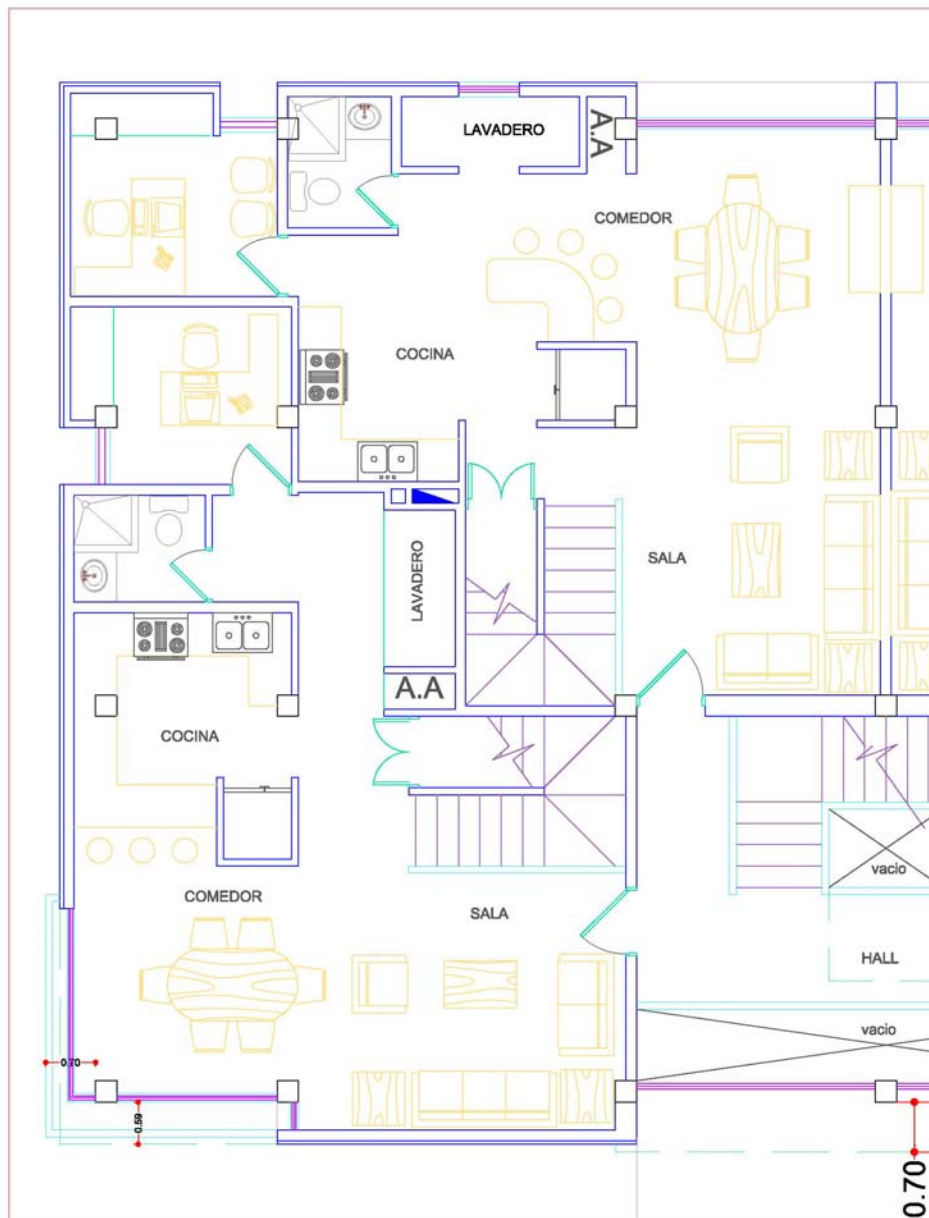 LAVADERO
A.A
COMEDOR
COCINA
SALA
LAVADERO
A.A
COCINA
vacio
COMEDOR
SALA
HALL
vacio
0.70
0.59
0.70